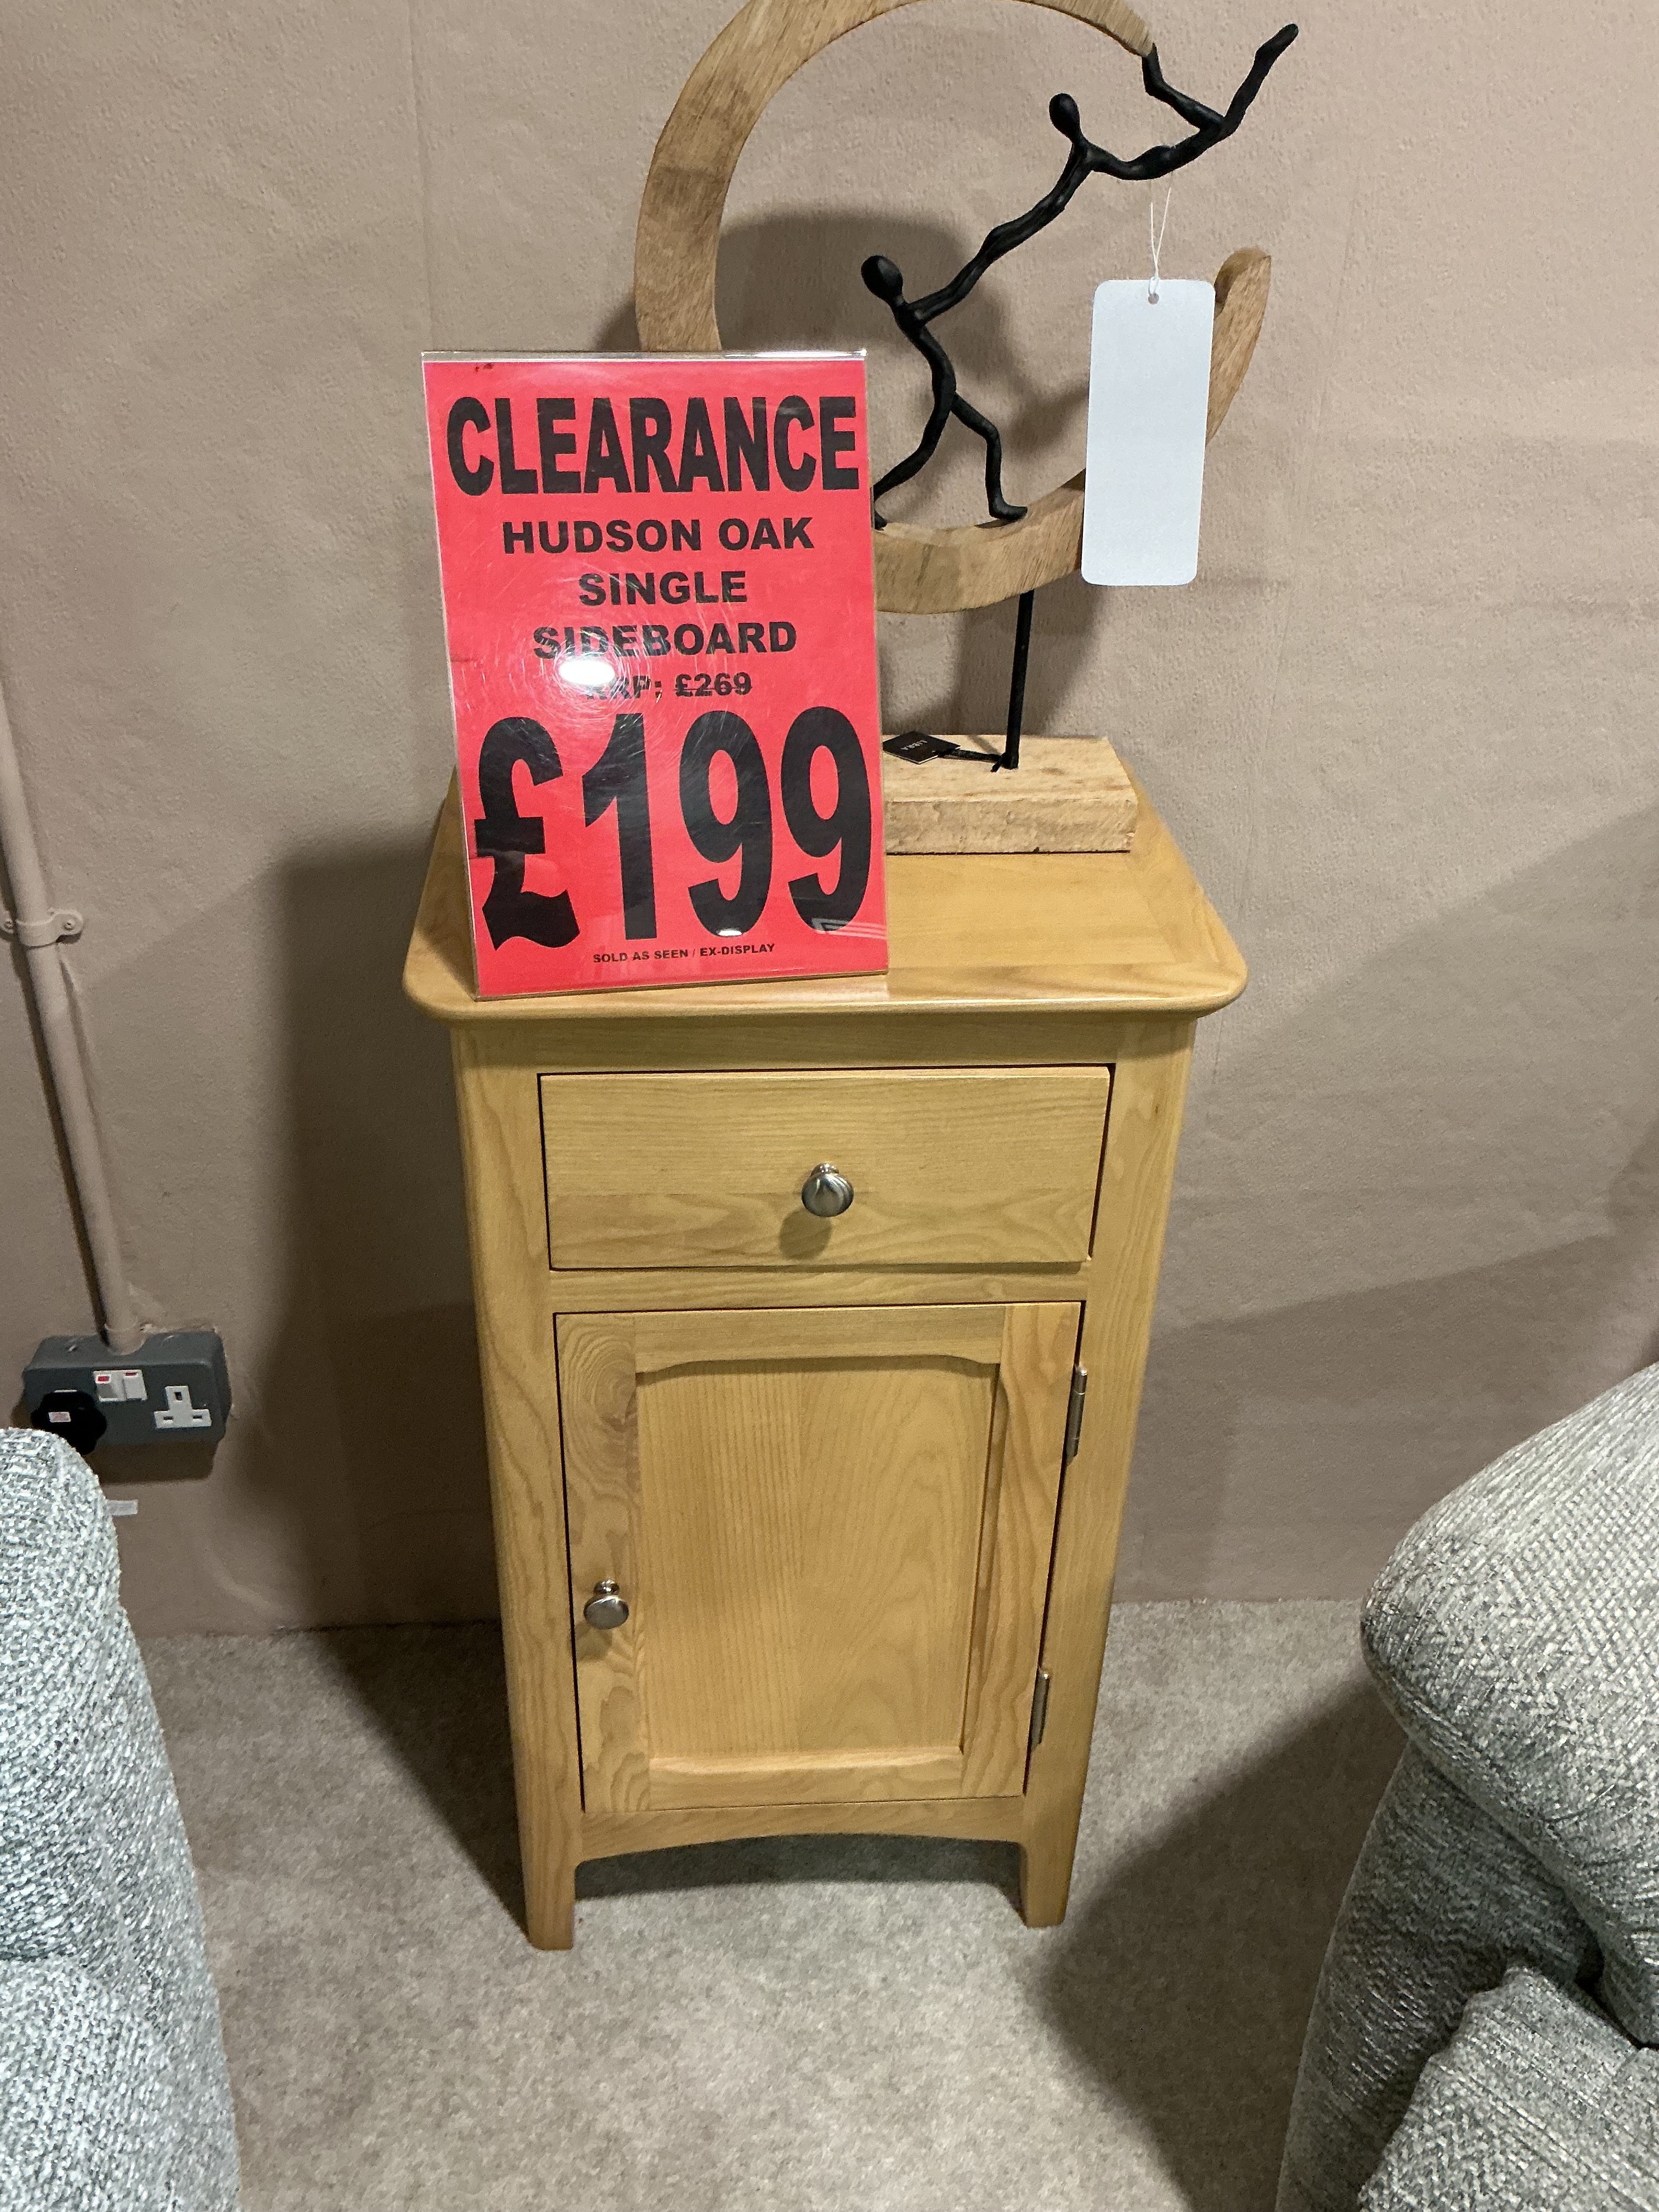 CLEARANCE
HUDSON OAK
SINGLE
SIDEBOARD
RRP: £269
£199
SOLD AS SEEN / EX-DISPLAY